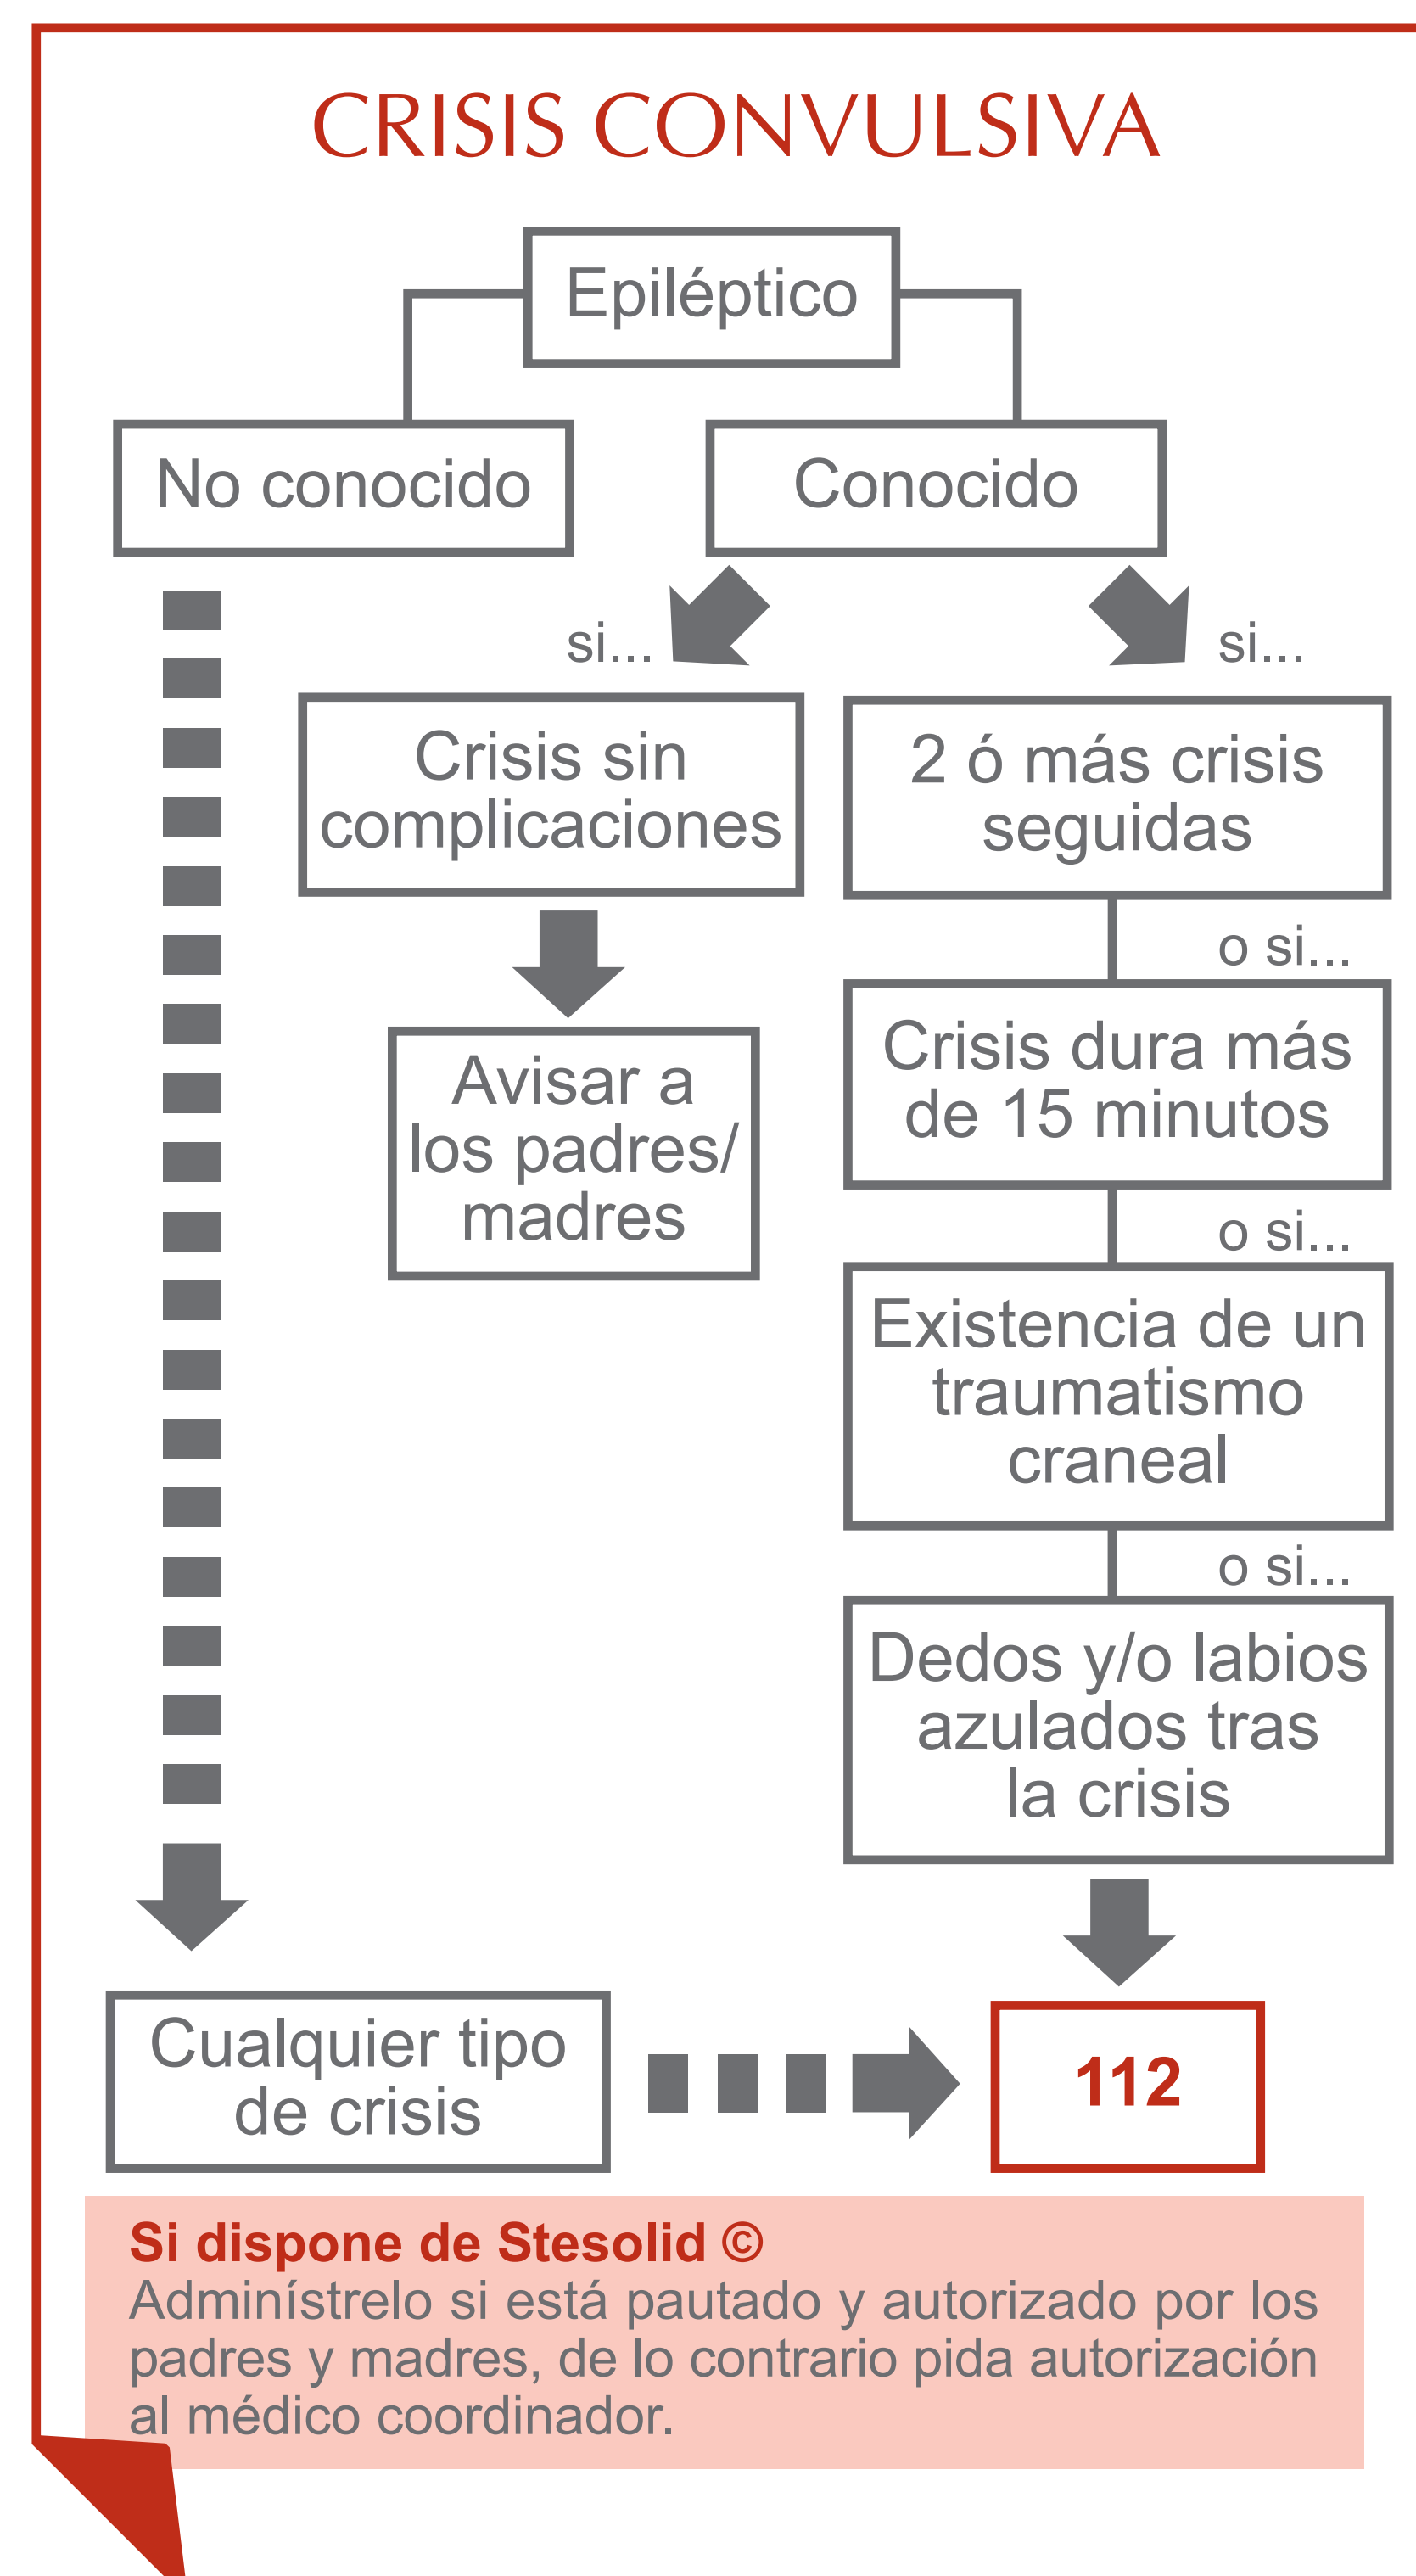 CRISIS CONVULSIVA
Epiléptico
No conocido
Conocido
si...
si...
Crisis sin
complicaciones
Avisar a
los padres/
madres
2 ó más crisis
seguidas
o si...
Crisis dura más
de 15 minutos
o si...
Existencia de un
traumatismo
craneal
o si...
Dedos y/o labios
azulados tras
la crisis
Cualquier tipo
de crisis
112
Si dispone de Stesolid ©
Adminístrelo si está pautado y autorizado por los
padres y madres, de lo contrario pida autorización
al médico coordinador.